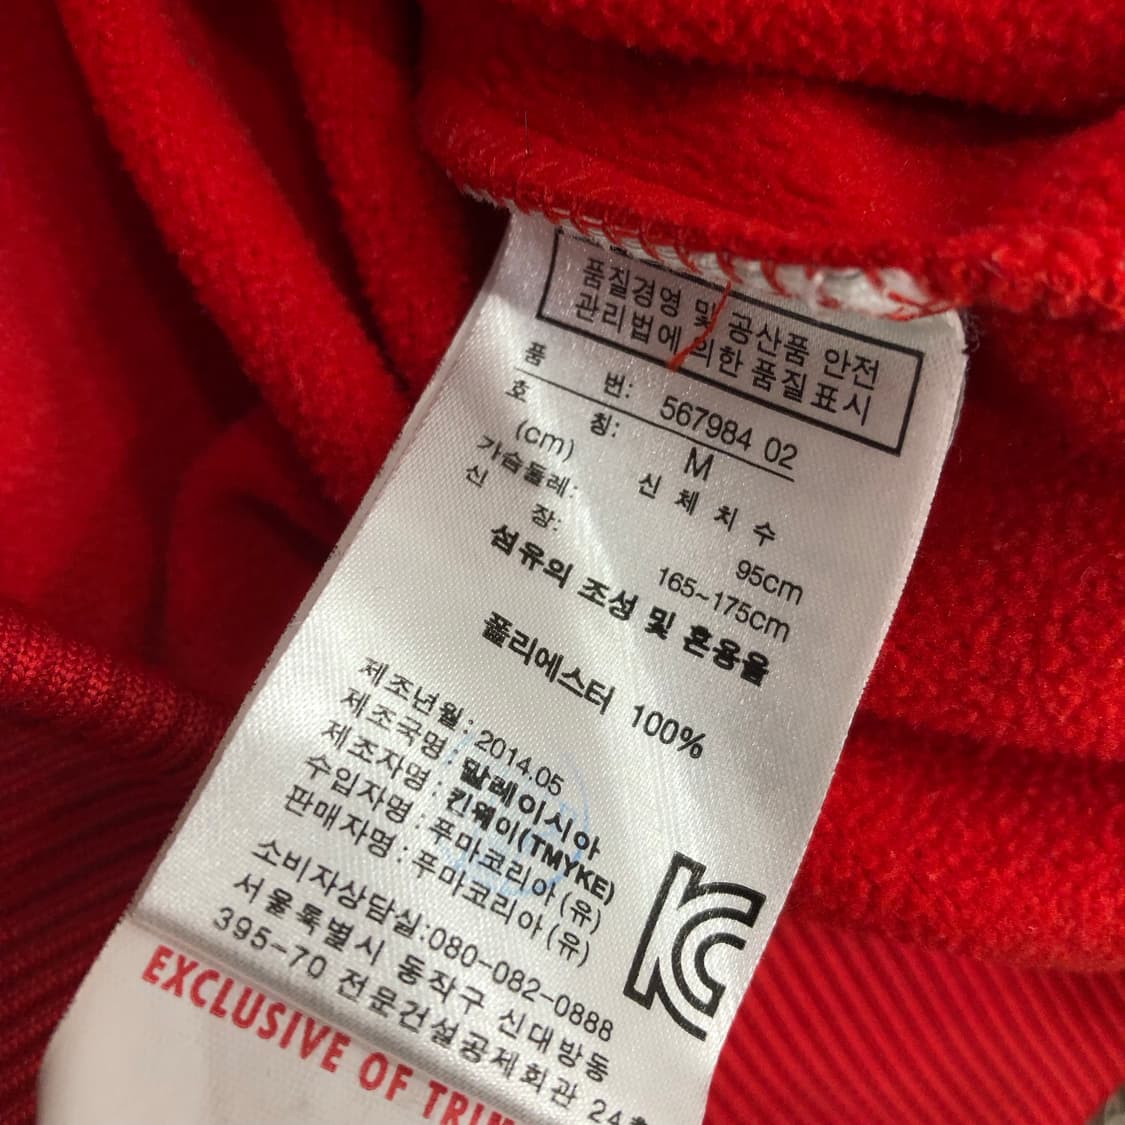 품질경영 및 공산품 안전
관리법에 의한 품질표시
품 번: 567984 02
호 칭: M
(cm) 신 체 치 수
가슴둘레: 95cm
신 장: 165~175cm
섬유의 조성 및 혼용율
폴리에스터 100%
제조년월: 2014.05
제조국명: 말레이시아
제조자명: 킨웨이(TMYKE)
수입자명: 푸마코리아(유)
판매자명: 푸마코리아(유)
소비자상담실:080-082-0888
서울특별시 동작구 신대방동
395-70 전문건설공제회관 24층
EXCLUSIVE OF